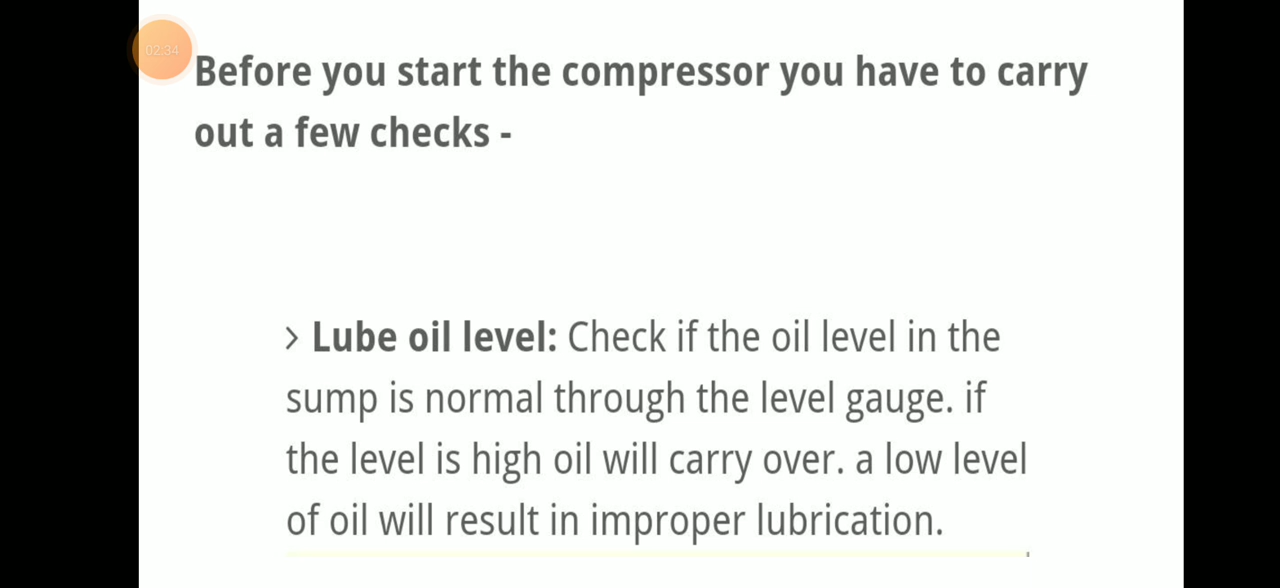 02:34
Before you start the compressor you have to carry
out a few checks -
> Lube oil level: Check if the oil level in the
sump is normal through the level gauge. if
the level is high oil will carry over. a low level
of oil will result in improper lubrication.